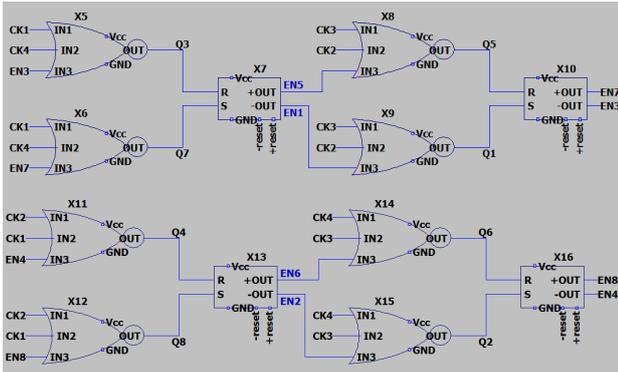 X5
CK1 IN1 Vcc
CK4 IN2 OUT Q3
EN3 IN3 GND
X6
CK1 IN1 Vcc
CK4 IN2 OUT Q7
EN7 IN3 GND
X7
Vcc
R +OUT EN5
S -OUT EN1
GND -reset +reset
X8
CK3 IN1 Vcc
CK2 IN2 OUT Q5
IN3 GND
X9
CK3 IN1 Vcc
CK2 IN2 OUT Q1
IN3 GND
X10
Vcc
R +OUT EN7
S -OUT EN3
GND -reset +reset
X11
CK2 IN1 Vcc
CK1 IN2 OUT Q4
EN4 IN3 GND
X12
CK2 IN1 Vcc
CK1 IN2 OUT Q8
EN8 IN3 GND
X13
Vcc
R +OUT EN6
S -OUT EN2
GND -reset +reset
X14
CK4 IN1 Vcc
CK3 IN2 OUT Q6
IN3 GND
X15
CK4 IN1 Vcc
CK3 IN2 OUT Q2
IN3 GND
X16
Vcc
R +OUT EN8
S -OUT EN4
GND -reset +reset